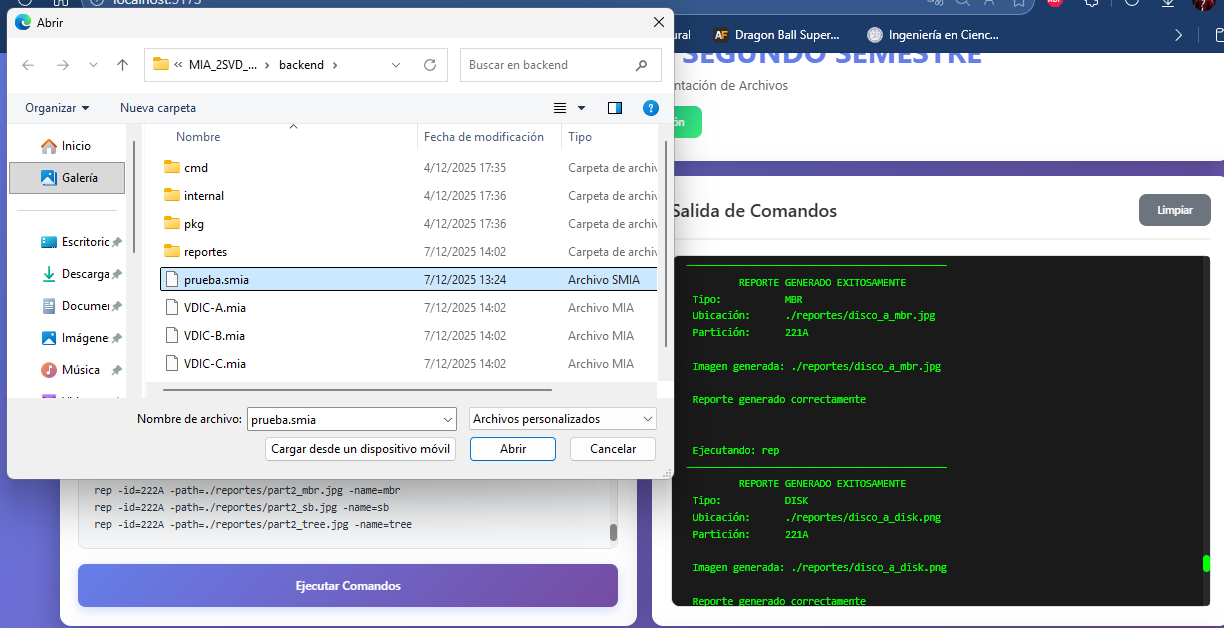 localhost:5173
Abrir
MIA_2SVD_... > backend >
Buscar en backend
Organizar
Nueva carpeta
Nombre
Fecha de modificación
Tipo
Inicio
Galería
Escritoric
Descarga
Documer
Imágene
Música
cmd 4/12/2025 17:35 Carpeta de archiv
internal 4/12/2025 17:36 Carpeta de archiv
pkg 4/12/2025 17:36 Carpeta de archiv
reportes 7/12/2025 14:02 Carpeta de archiv
prueba.smia 7/12/2025 13:24 Archivo SMIA
VDIC-A.mia 7/12/2025 14:02 Archivo MIA
VDIC-B.mia 7/12/2025 14:02 Archivo MIA
VDIC-C.mia 7/12/2025 14:02 Archivo MIA
Nombre de archivo: prueba.smia
Archivos personalizados
Cargar desde un dispositivo móvil
Abrir
Cancelar
ural
AF Dragon Ball Super...
Ingeniería en Cienc...
SEGUNDO SEMESTRE
ntación de Archivos
ón
rep -id=222A -path=./reportes/part2_mbr.jpg -name=mbr
rep -id=222A -path=./reportes/part2_sb.jpg -name=sb
rep -id=222A -path=./reportes/part2_tree.jpg -name=tree
Ejecutar Comandos
Salida de Comandos
Limpiar
REPORTE GENERADO EXITOSAMENTE
Tipo: MBR
Ubicación: ./reportes/disco_a_mbr.jpg
Partición: 221A
Imagen generada: ./reportes/disco_a_mbr.jpg
Reporte generado correctamente
Ejecutando: rep
REPORTE GENERADO EXITOSAMENTE
Tipo: DISK
Ubicación: ./reportes/disco_a_disk.png
Partición: 221A
Imagen generada: ./reportes/disco_a_disk.png
Reporte generado correctamente